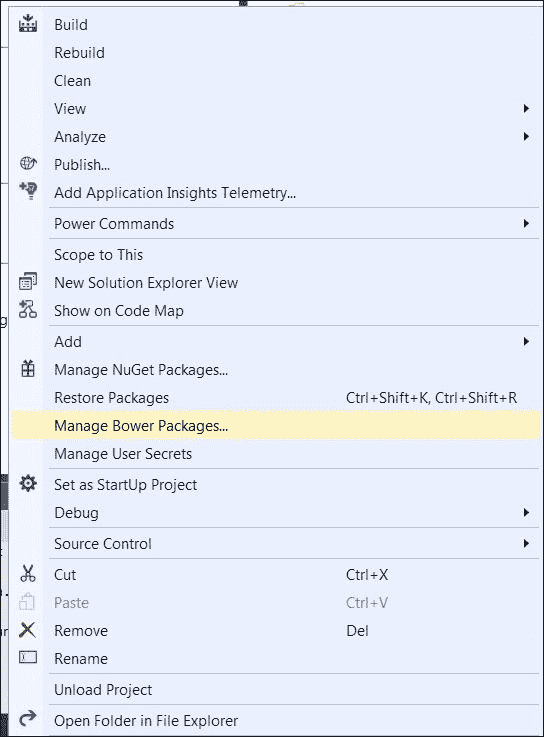 Build
Rebuild
Clean
View
Analyze
Publish...
Add Application Insights Telemetry...
Power Commands
Scope to This
New Solution Explorer View
Show on Code Map
Add
Manage NuGet Packages...
Restore Packages Ctrl+Shift+K, Ctrl+Shift+R
Manage Bower Packages...
Manage User Secrets
Set as StartUp Project
Debug
Source Control
Cut Ctrl+X
Paste Ctrl+V
Remove Del
Rename
Unload Project
Open Folder in File Explorer